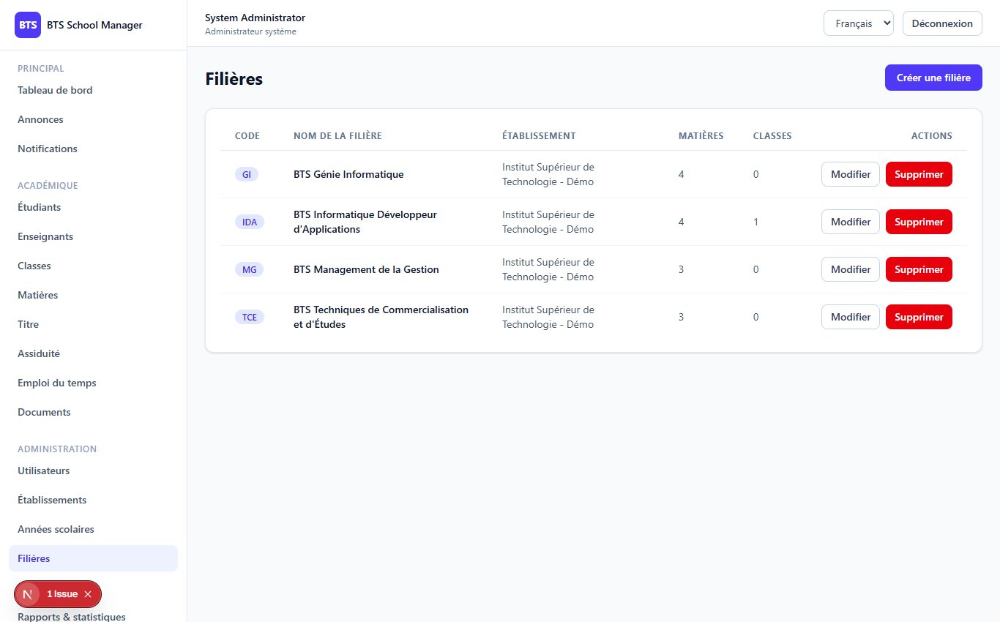 BTS BTS School Manager
System Administrator
Administrateur système
Français
Déconnexion
PRINCIPAL
Tableau de bord
Annonces
Notifications
ACADÉMIQUE
Étudiants
Enseignants
Classes
Matières
Titre
Assiduité
Emploi du temps
Documents
ADMINISTRATION
Utilisateurs
Établissements
Années scolaires
Filières
N 1 Issue
Rapports & statistiques
Filières
Créer une filière
CODE NOM DE LA FILIÈRE ÉTABLISSEMENT MATIÈRES CLASSES ACTIONS
GI BTS Génie Informatique Institut Supérieur de
Technologie - Démo 4 0 Modifier Supprimer
IDA BTS Informatique Développeur
d'Applications Institut Supérieur de
Technologie - Démo 4 1 Modifier Supprimer
MG BTS Management de la Gestion Institut Supérieur de
Technologie - Démo 3 0 Modifier Supprimer
TCE BTS Techniques de Commercialisation
et d'Études Institut Supérieur de
Technologie - Démo 3 0 Modifier Supprimer